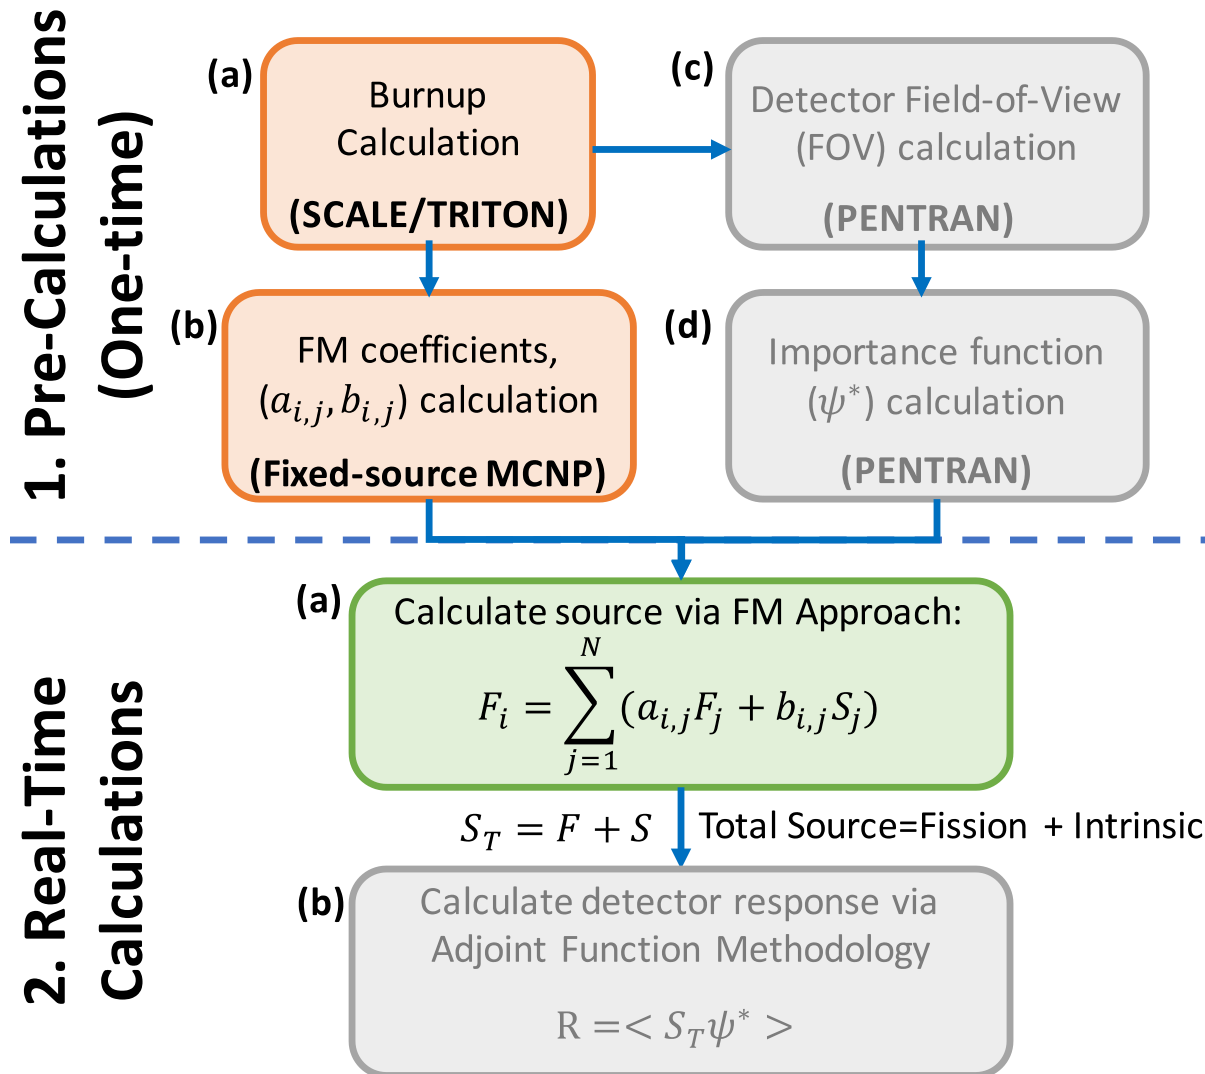 1. Pre-Calculations
(One-time)
(a)
Burnup
Calculation
(SCALE/TRITON)
(c)
Detector Field-of-View
(FOV) calculation
(PENTRAN)
(b)
FM coefficients,
(a_{i,j}, b_{i,j}) calculation
(Fixed-source MCNP)
(d)
Importance function
(ψ*) calculation
(PENTRAN)
2. Real-Time
Calculations
(a)
Calculate source via FM Approach:
F_i = \sum_{j=1}^{N} (a_{i,j}F_j + b_{i,j}S_j)
S_T = F + S
Total Source=Fission + Intrinsic
(b)
Calculate detector response via
Adjoint Function Methodology
R =< S_Tψ* >